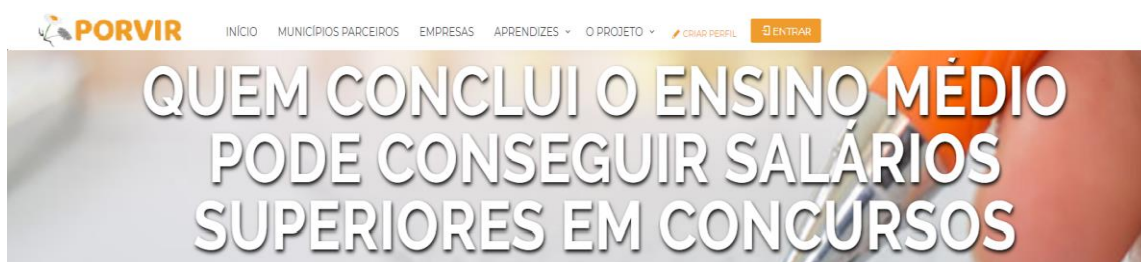 PORVIR
INÍCIO MUNICÍPIOS PARCEIROS EMPRESAS APRENDIZES O PROJETO CRIAR PERFIL ENTRAR
QUEM CONCLUI O ENSINO MÉDIO
PODE CONSEGUIR SALÁRIOS
SUPERIORES EM CONCURSOS